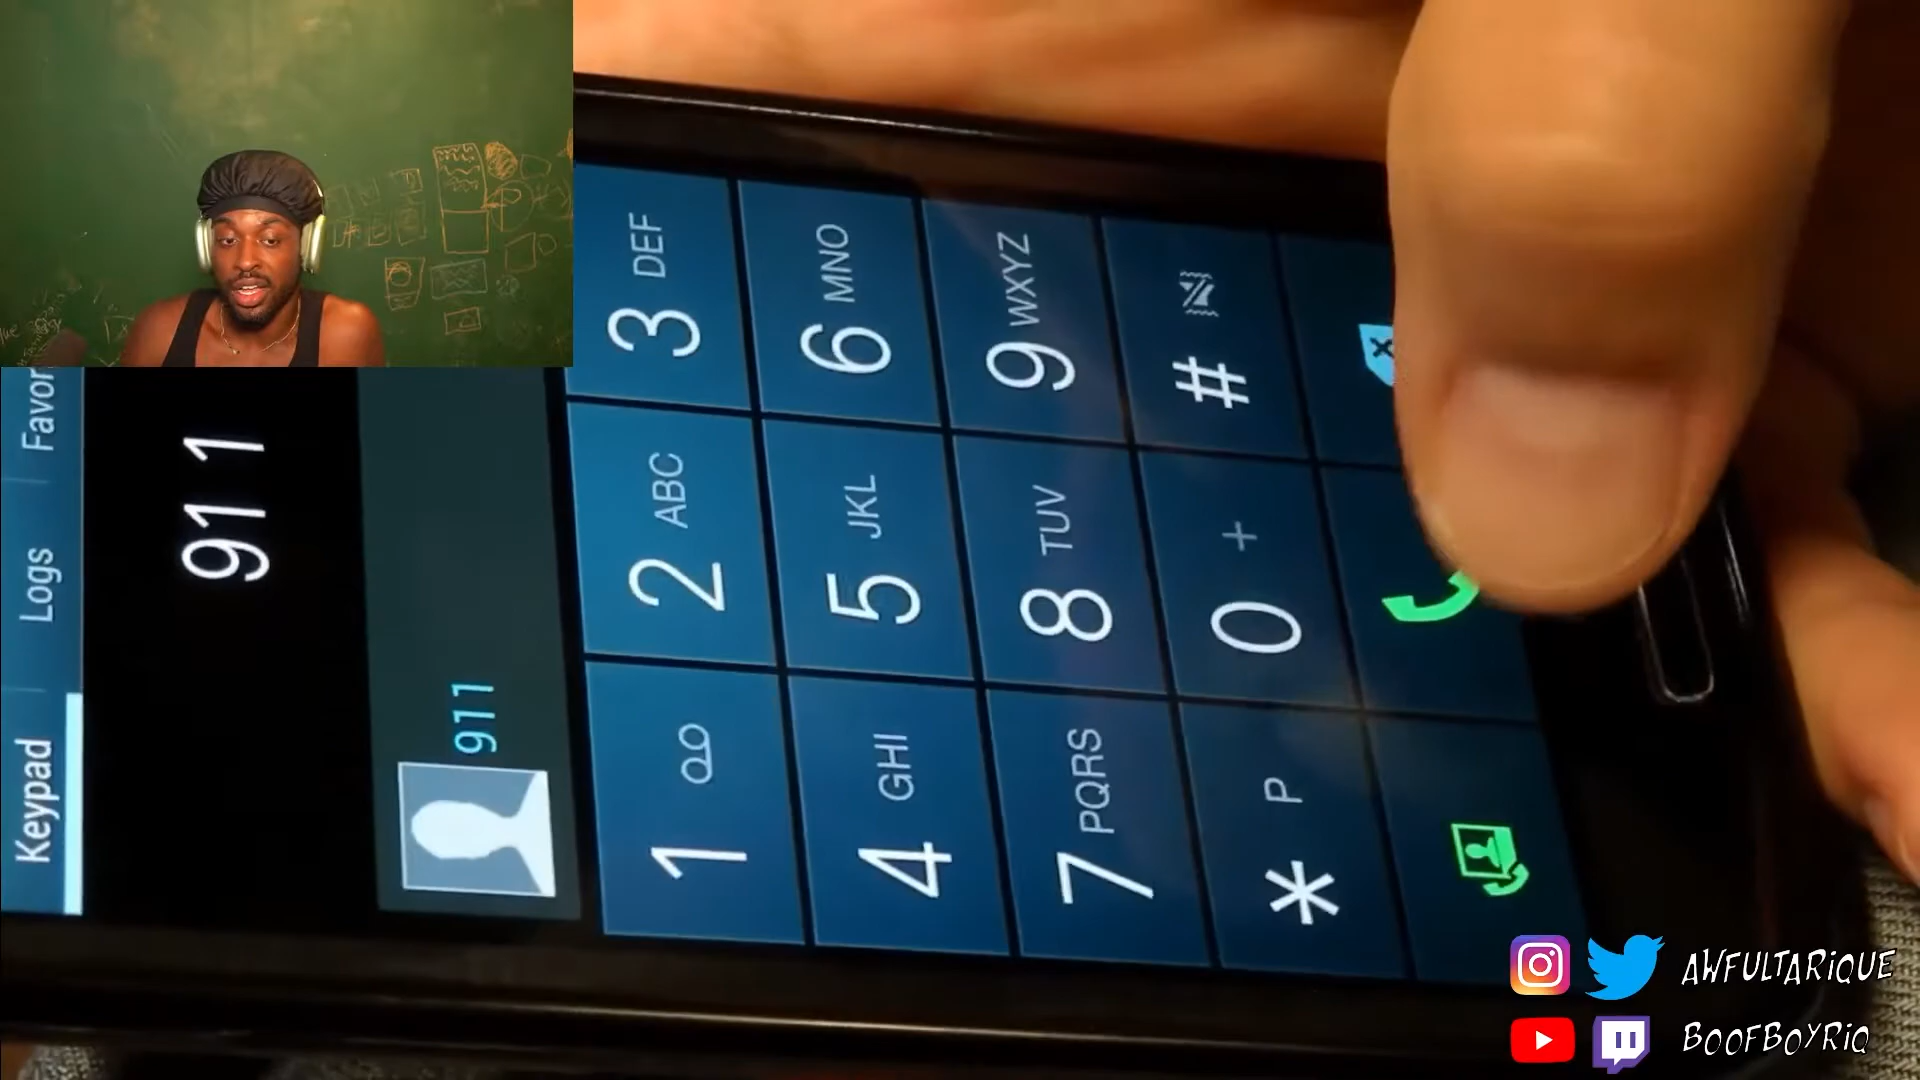 Favor
Logs
Keypad
911
911
3 DEF
6 MNO
9 WXYZ
#
2 ABC
5 JKL
8 TUV
0 +
1
4 GHI
7 PQRS
* P
AWFULTARIQUE
BOOFBOYRIQ